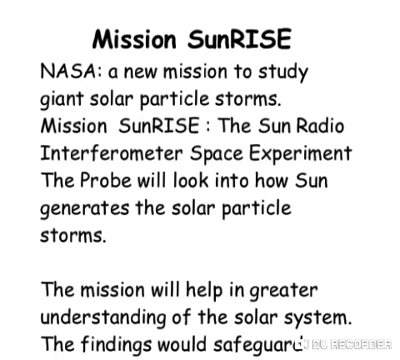 Mission SunRISE
NASA: a new mission to study
giant solar particle storms.
Mission SunRISE : The Sun Radio
Interferometer Space Experiment
The Probe will look into how Sun
generates the solar particle
storms.
The mission will help in greater
understanding of the solar system.
The findings would safeguard
DU RECORDER